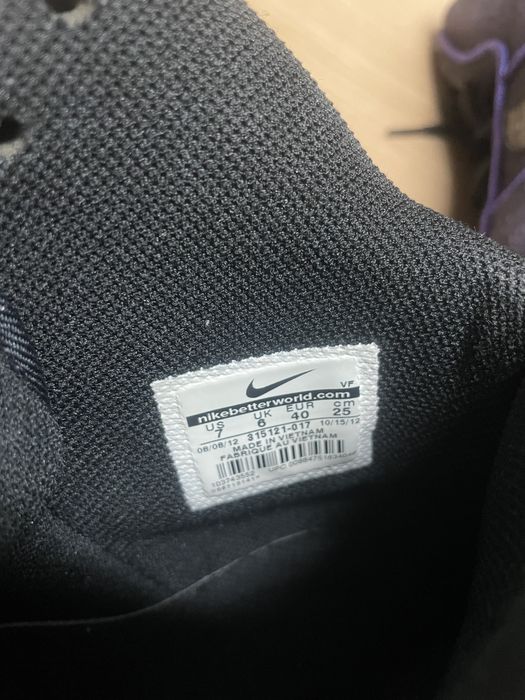 VF
nikebetterworld.com
US UK EUR cm
7 6 40 25
08/08/12 315121-017 10/15/12
MADE IN VIETNAM
FABRIQUE AU VIETNAM
UPC